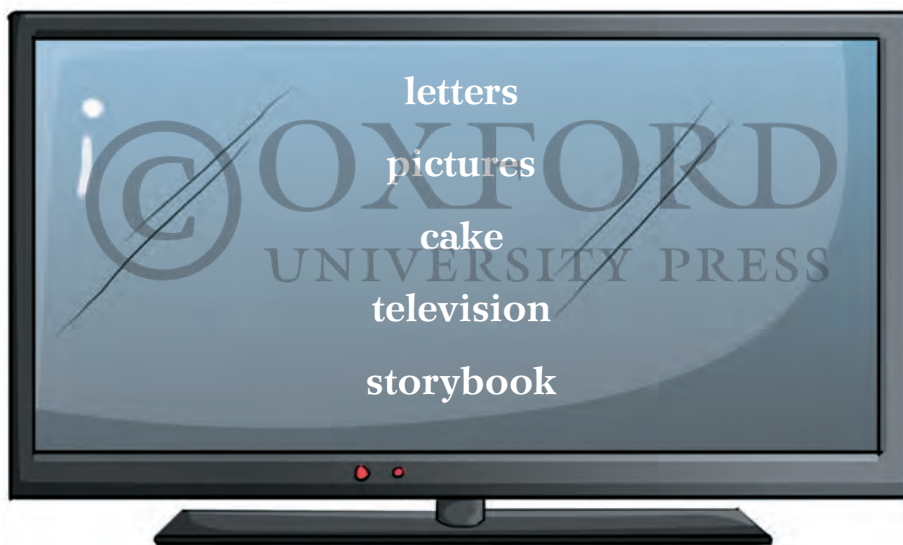 letters
© OXFORD
pictures
cake
UNIVERSITY PRESS
television
storybook